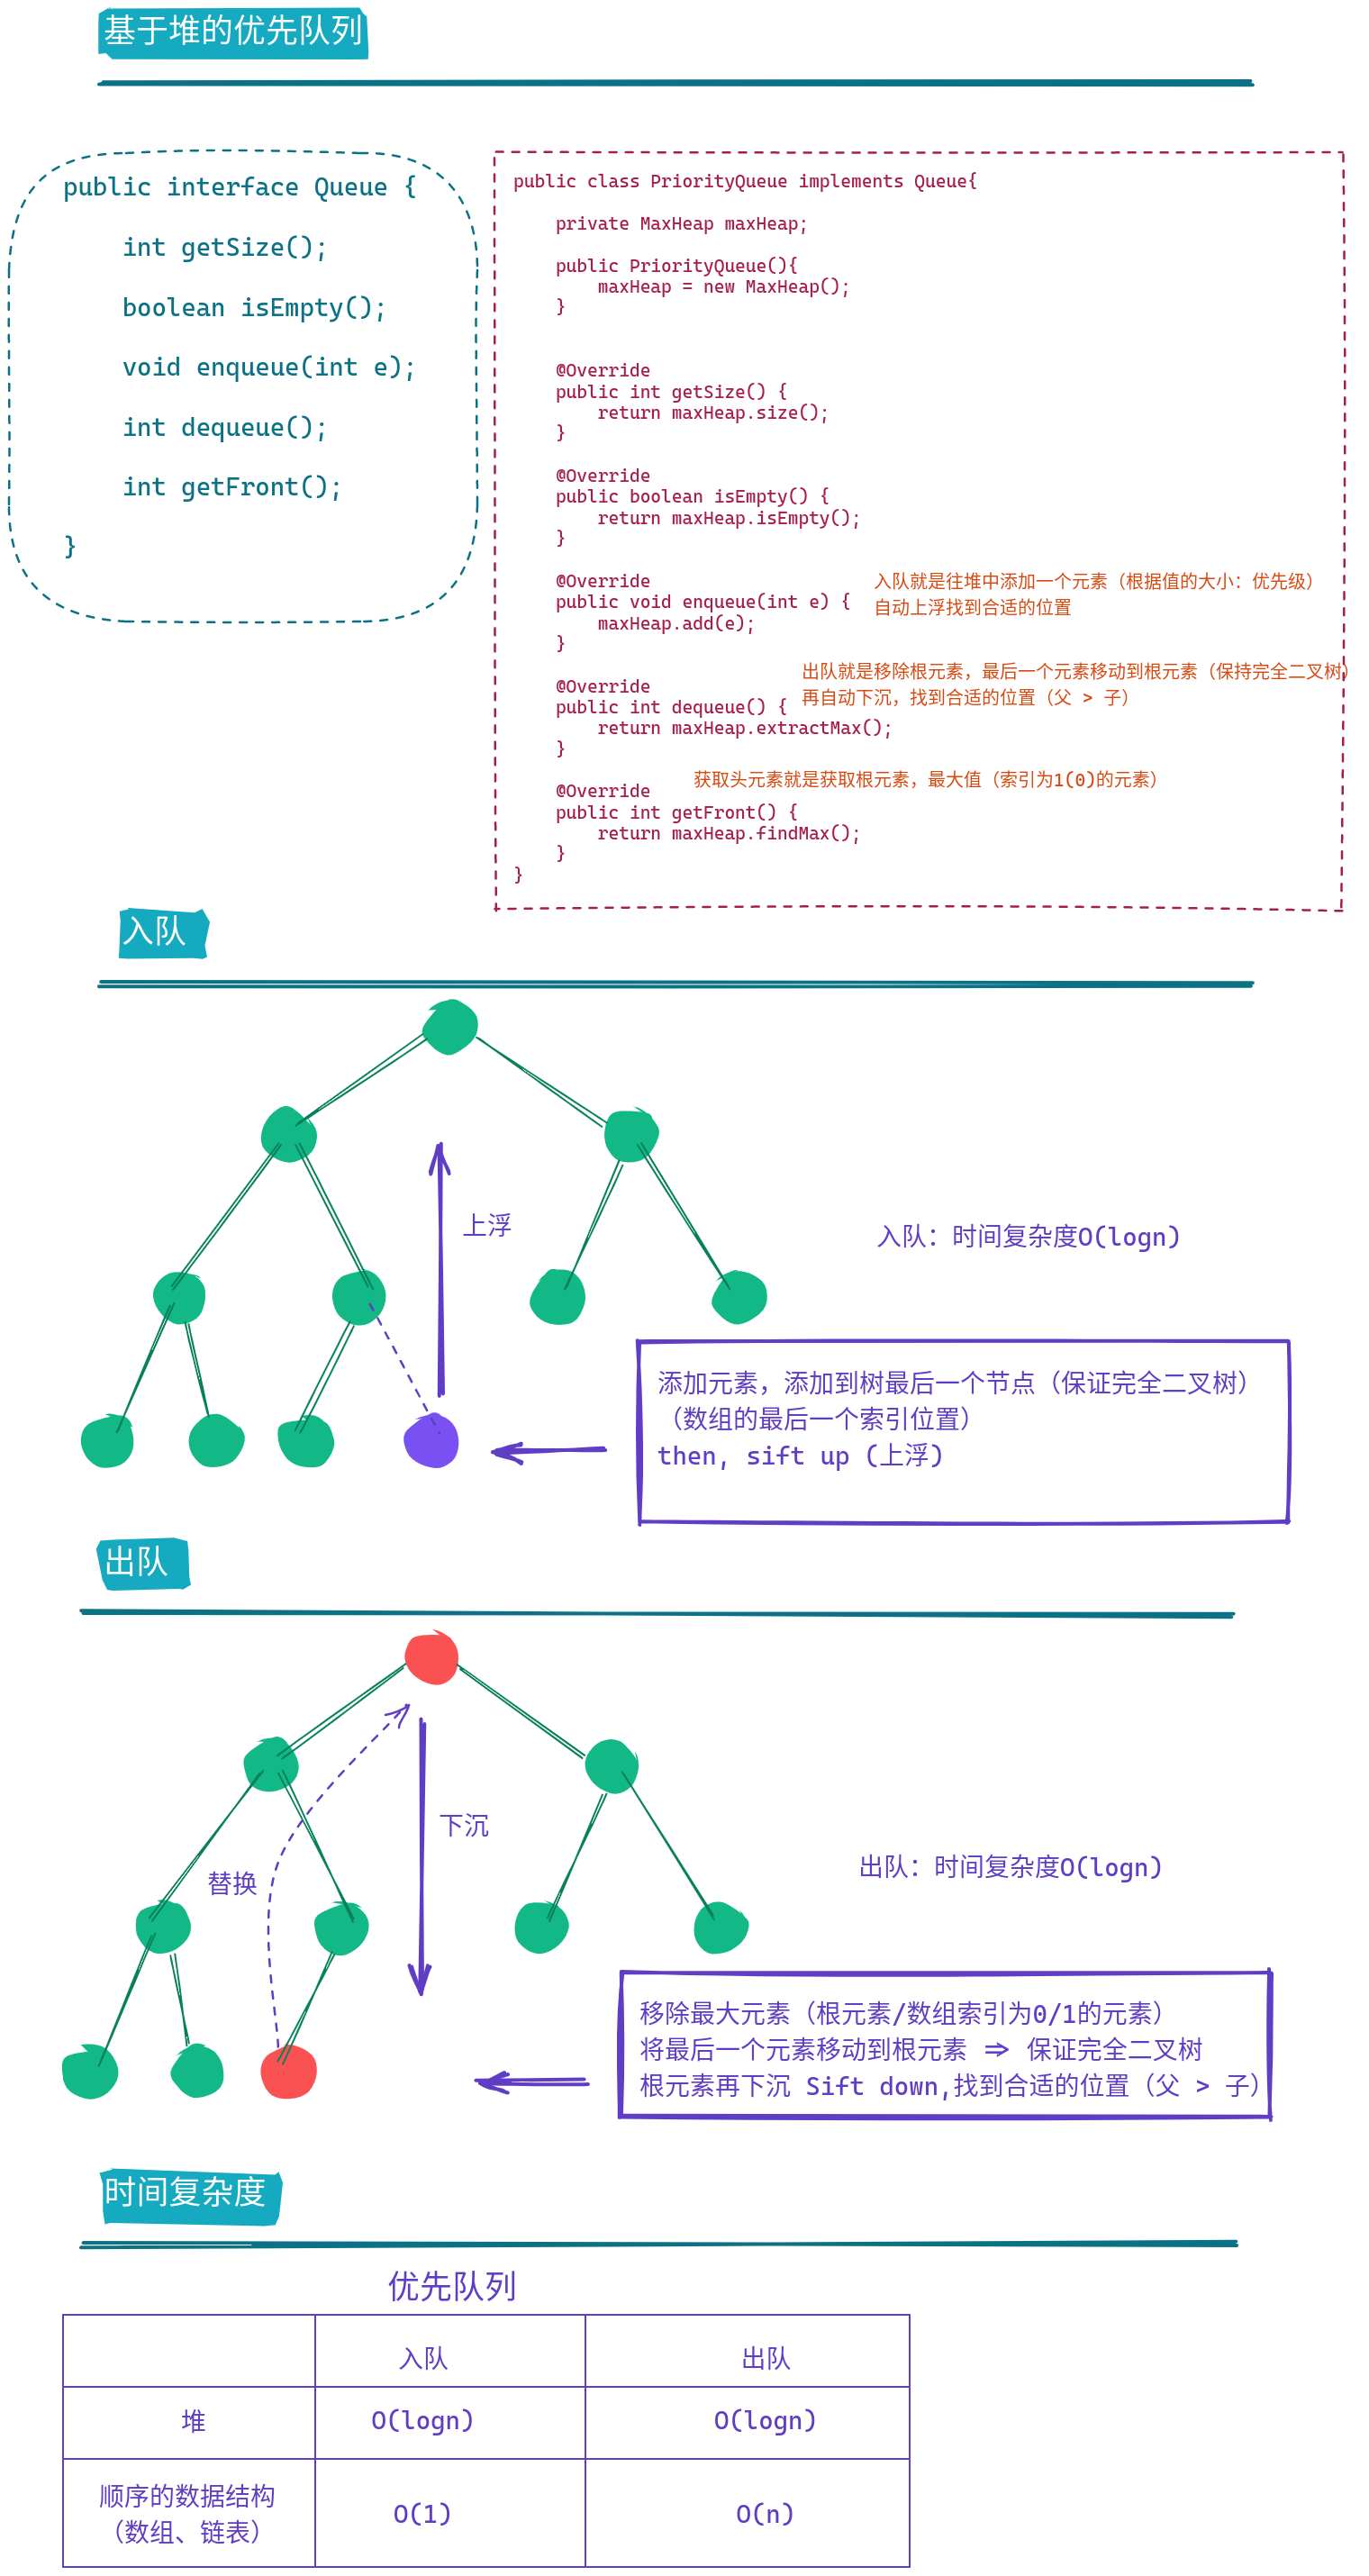 基于堆的优先队列
public interface Queue {
int getSize();
boolean isEmpty();
void enqueue(int e);
int dequeue();
int getFront();
}
public class PriorityQueue implements Queue{
private MaxHeap maxHeap;
public PriorityQueue(){
maxHeap = new MaxHeap();
}
@Override
public int getSize() {
return maxHeap.size();
}
@Override
public boolean isEmpty() {
return maxHeap.isEmpty();
}
@Override
public void enqueue(int e) {
maxHeap.add(e);
}
入队就是往堆中添加一个元素（根据值的大小：优先级）
自动上浮找到合适的位置
@Override
public int dequeue() {
return maxHeap.extractMax();
}
出队就是移除根元素，最后一个元素移动到根元素（保持完全二叉树）
再自动下沉，找到合适的位置（父 > 子）
@Override
public int getFront() {
return maxHeap.findMax();
}
}
获取头元素就是获取根元素，最大值（索引为1(0)的元素）
入队
上浮
入队：时间复杂度O(logn)
添加元素，添加到树最后一个节点（保证完全二叉树）
（数组的最后一个索引位置）
then, sift up (上浮)
出队
下沉
替换
出队：时间复杂度O(logn)
移除最大元素（根元素/数组索引为0/1的元素）
将最后一个元素移动到根元素 => 保证完全二叉树
根元素再下沉 Sift down,找到合适的位置（父 > 子）
时间复杂度
优先队列
入队 出队
堆 O(logn) O(logn)
顺序的数据结构
（数组、链表）
O(1) O(n)